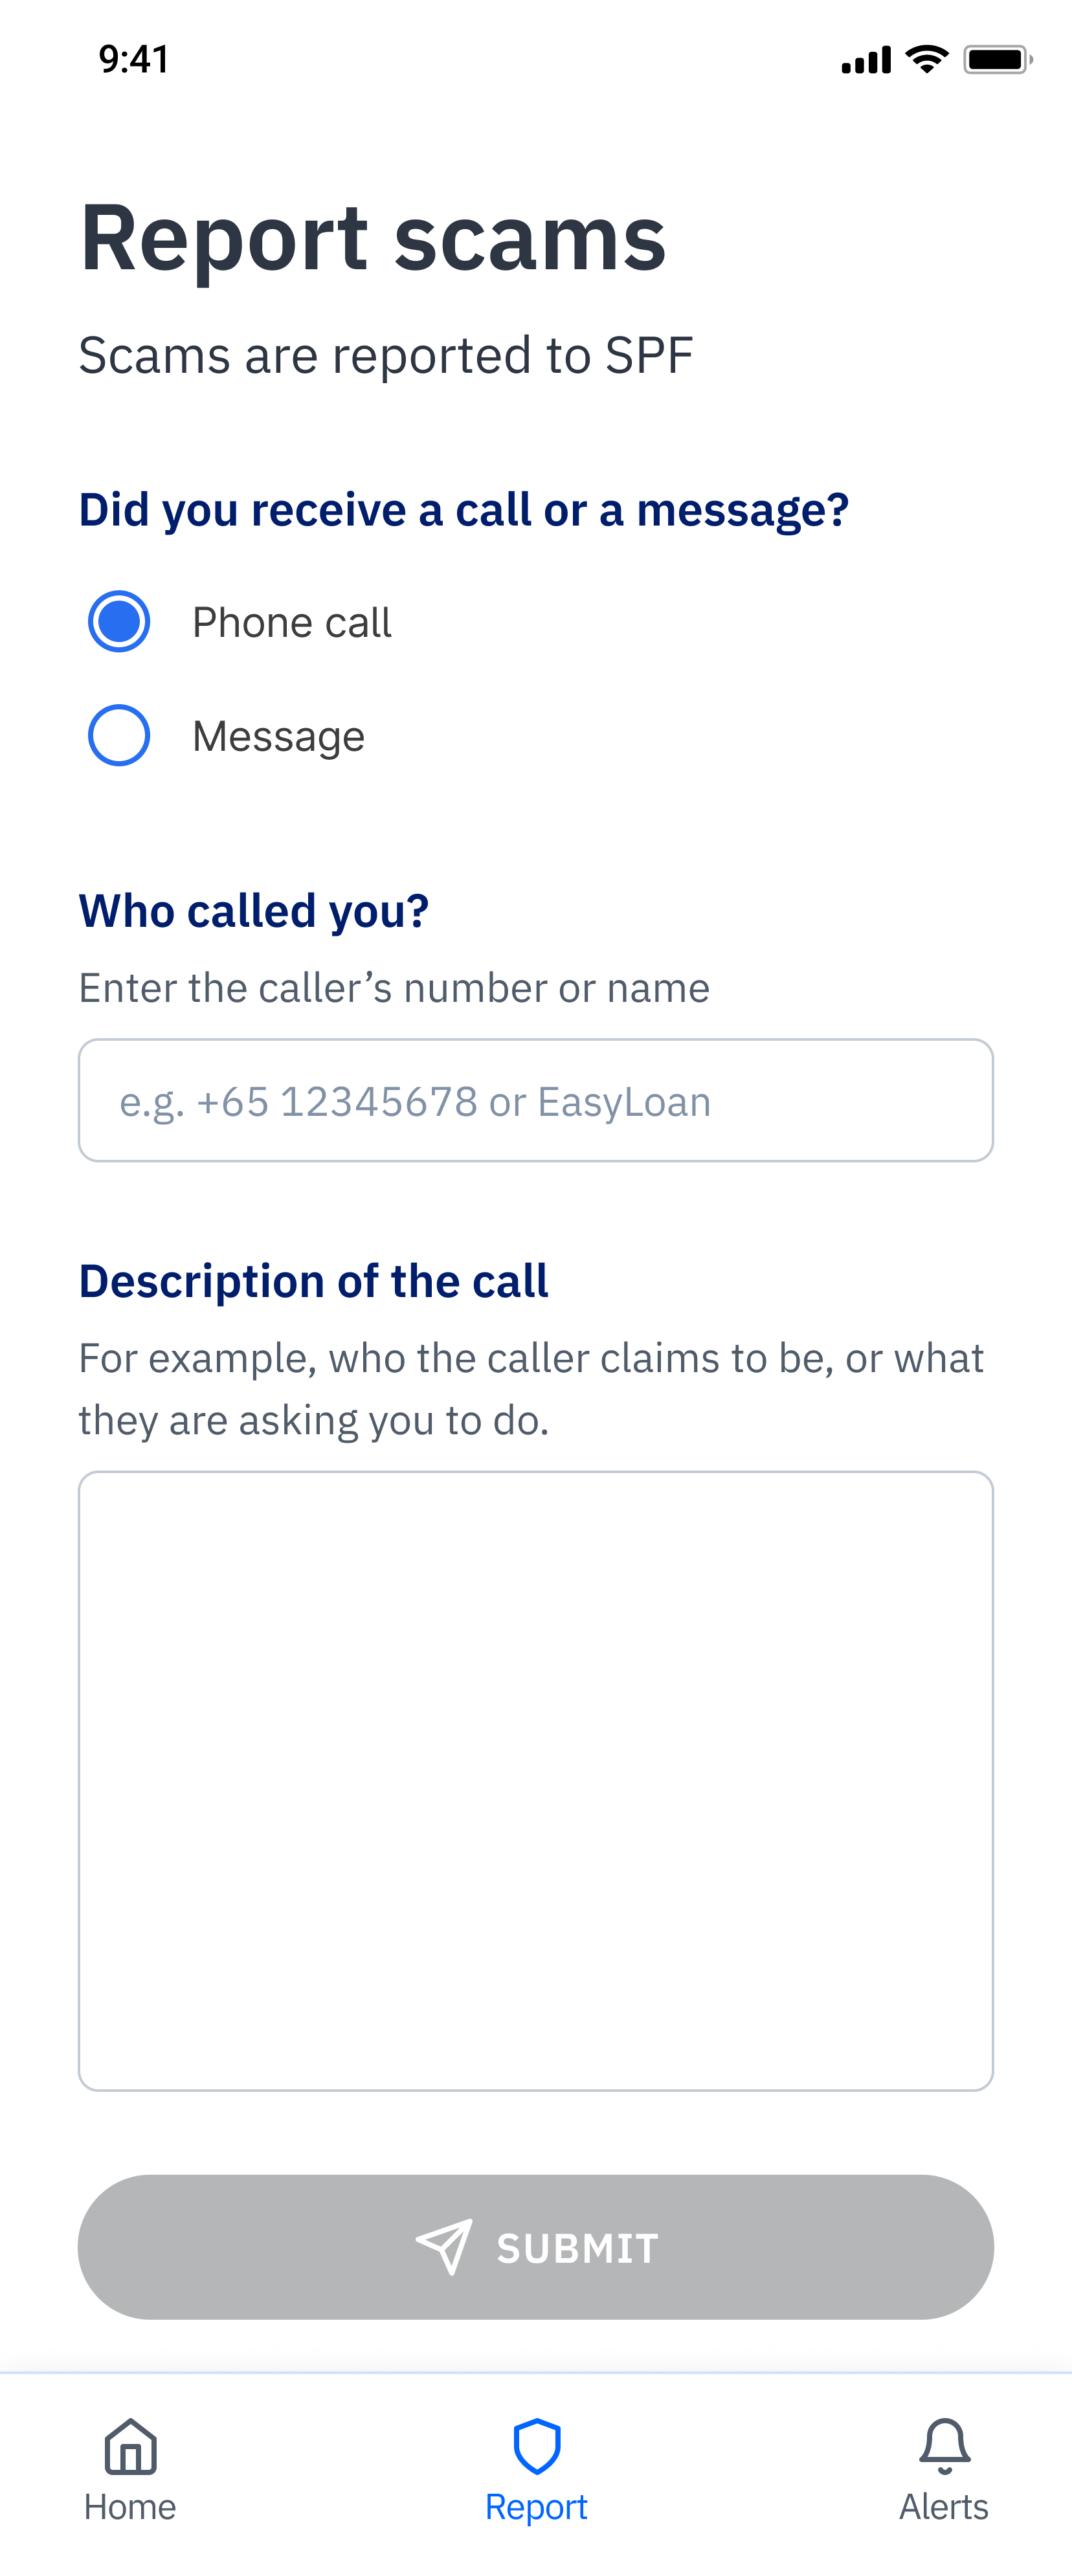 9:41
Report scams
Scams are reported to SPF
Did you receive a call or a message?
Phone call
Message
Who called you?
Enter the caller’s number or name
e.g. +65 12345678 or EasyLoan
Description of the call
For example, who the caller claims to be, or what
they are asking you to do.
SUBMIT
Home
Report
Alerts